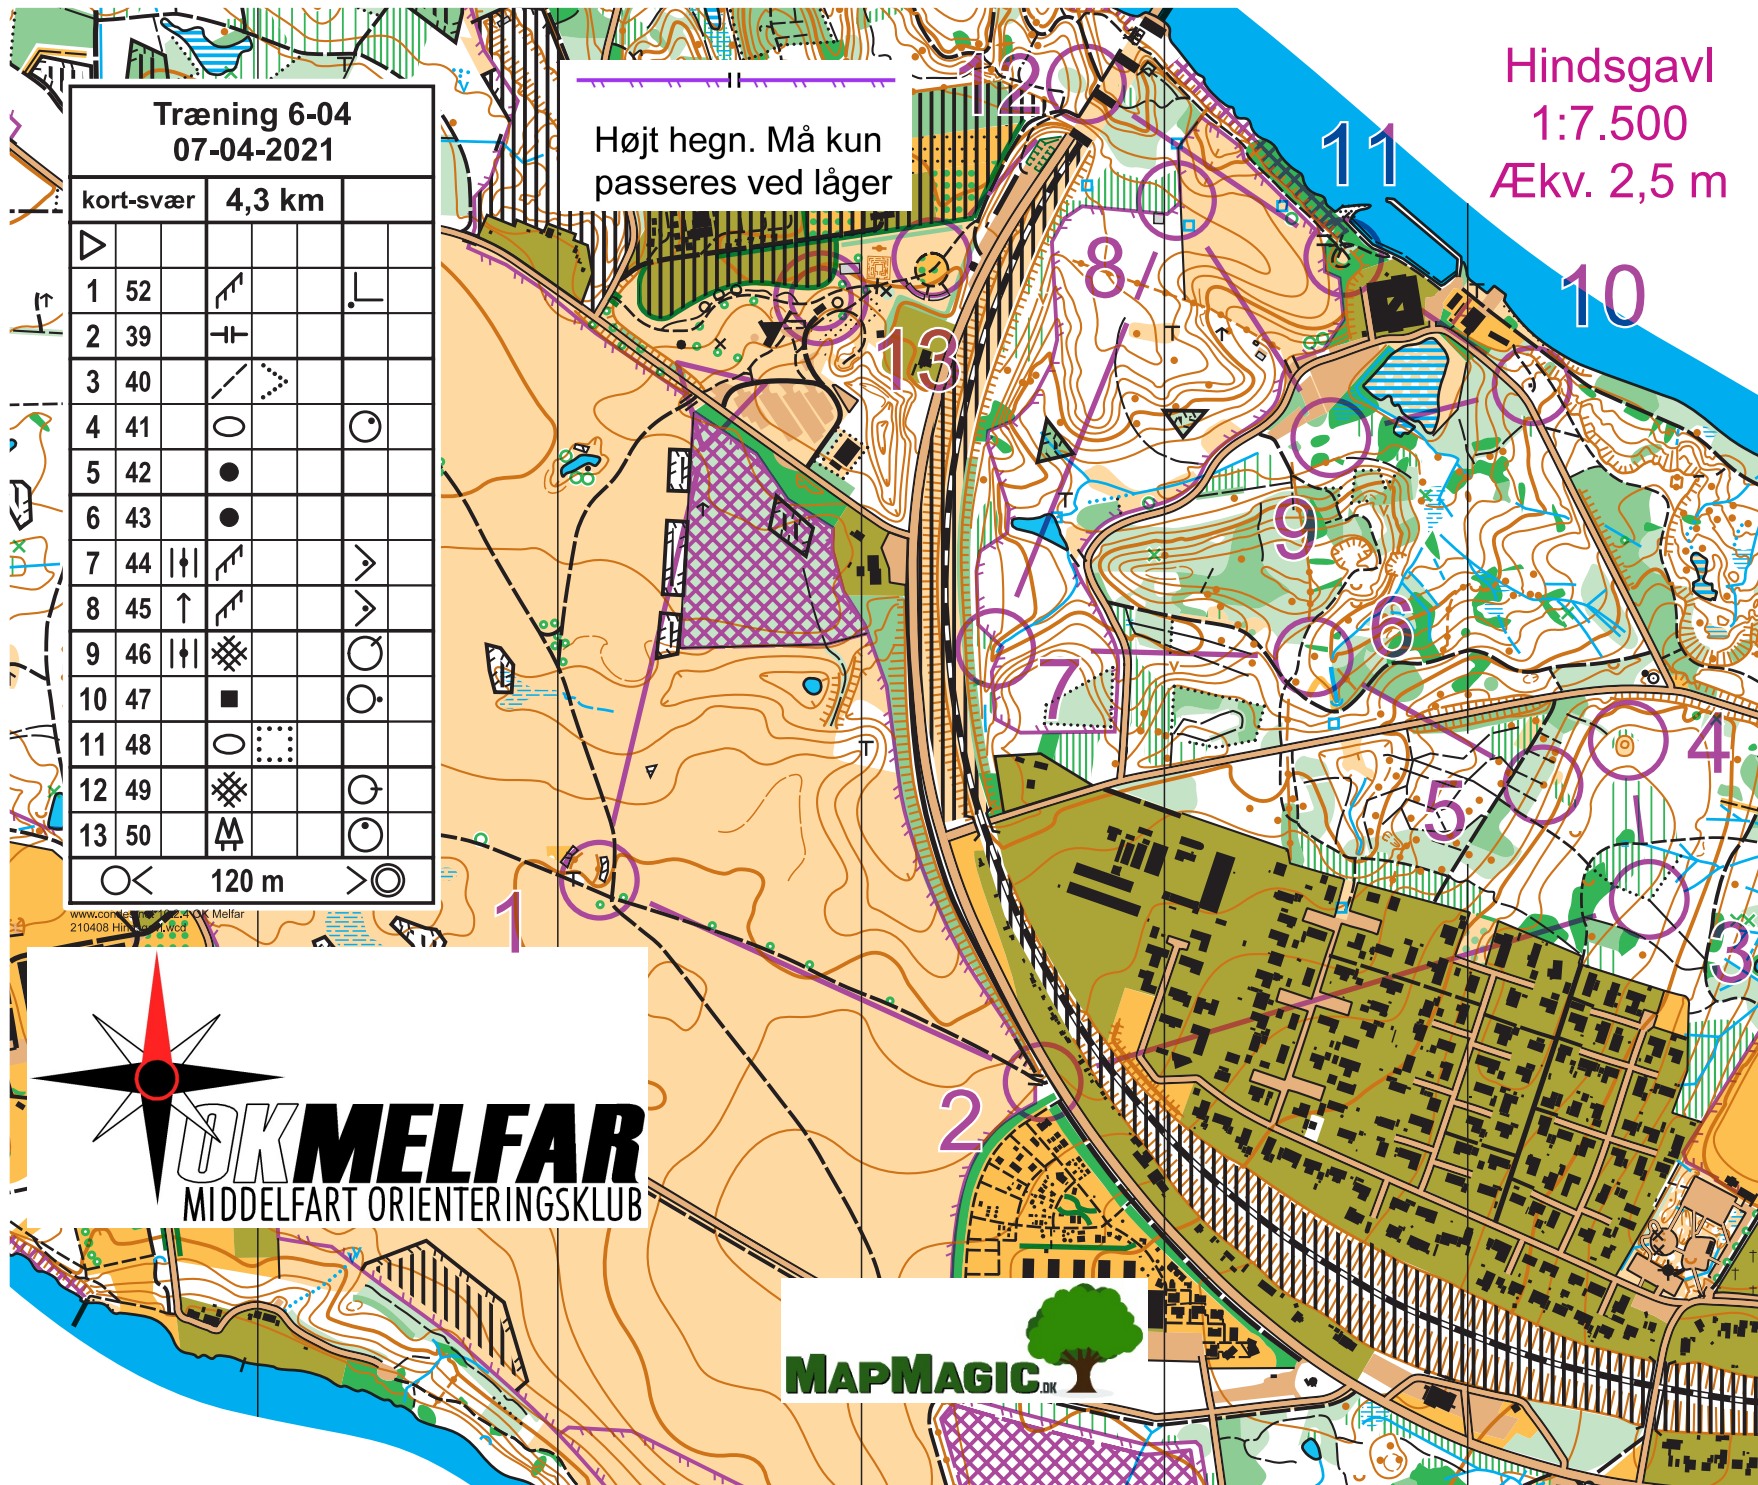 Træning 6-04
07-04-2021
kort-svær 4,3 km
1 52
2 39
3 40
4 41
5 42
6 43
7 44
8 45
9 46
10 47
11 48
12 49
13 50
120 m
210408
Højt hegn. Må kun
passeres ved låger
Hindsgavl
1:7.500
Ækv. 2,5 m
12
11
10
8
13
9
6
7
4
5
3
1
2
OK MELFAR
MIDDELFART ORIENTERINGSKLUB
MAPMAGIC.DK